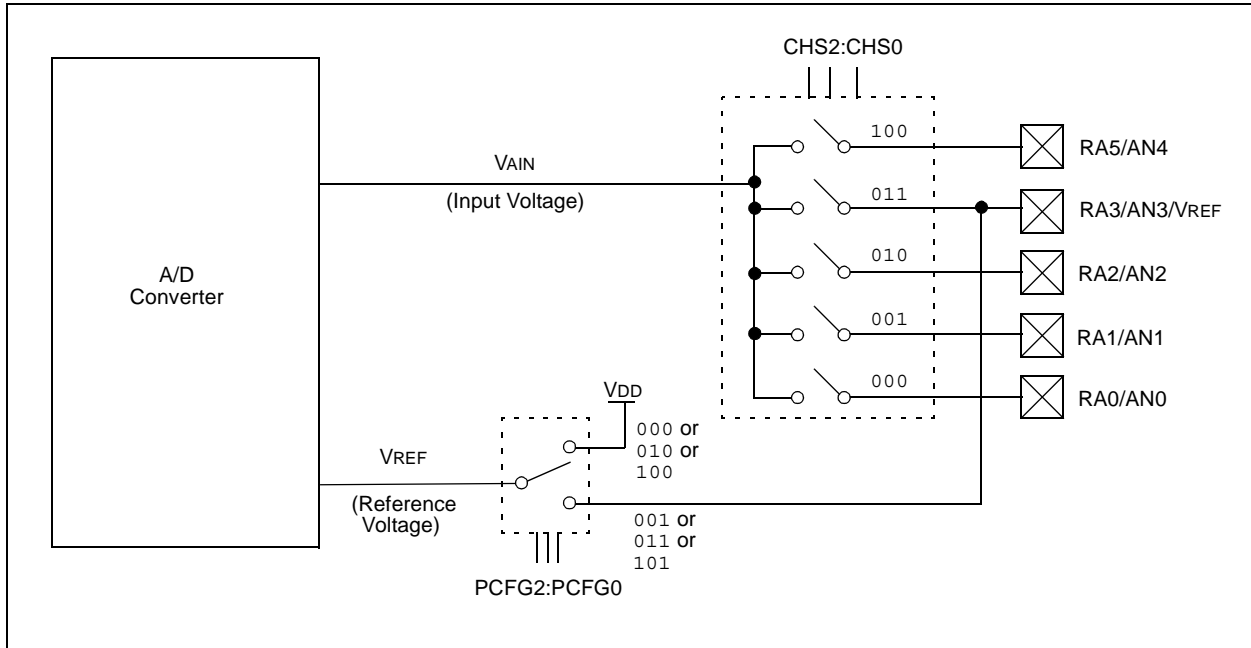 CHS2:CHS0
100
RA5/AN4
VAIN
(Input Voltage)
011
RA3/AN3/VREF
A/D
Converter
010
RA2/AN2
001
RA1/AN1
000
RA0/AN0
VDD
000 or
010 or
100
VREF
(Reference
Voltage)
001 or
011 or
101
PCFG2:PCFG0